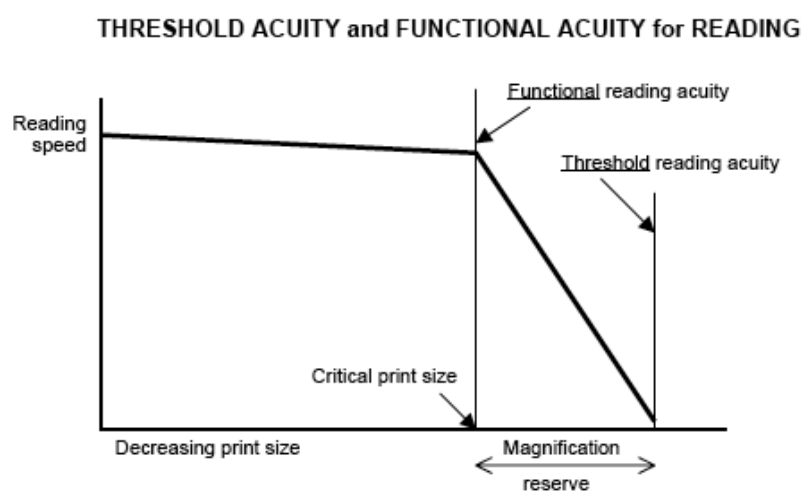 THRESHOLD ACUITY and FUNCTIONAL ACUITY for READING
Functional reading acuity
Reading
speed
Threshold reading acuity
Critical print size
Decreasing print size
Magnification
reserve